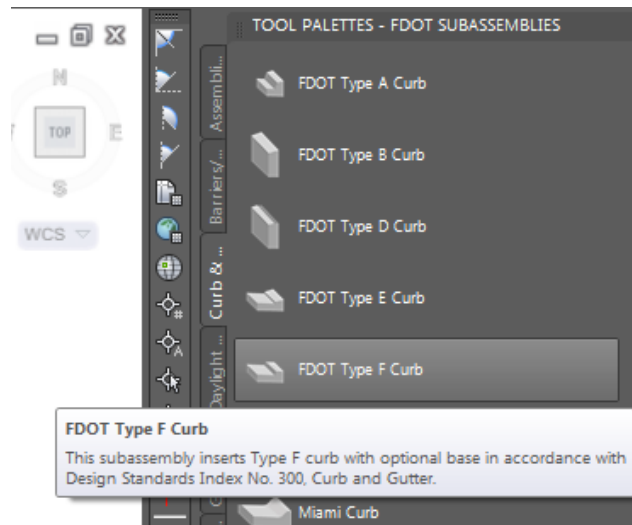 TOOL PALETTES - FDOT SUBASSEMBLIES
N
TOP
E
S
WCS
Assembli...
Barriers/...
Curb & ...
Daylight ...
FDOT Type A Curb
FDOT Type B Curb
FDOT Type D Curb
FDOT Type E Curb
FDOT Type F Curb
FDOT Type F Curb
This subassembly inserts Type F curb with optional base in accordance with
Design Standards Index No. 300, Curb and Gutter.
Miami Curb